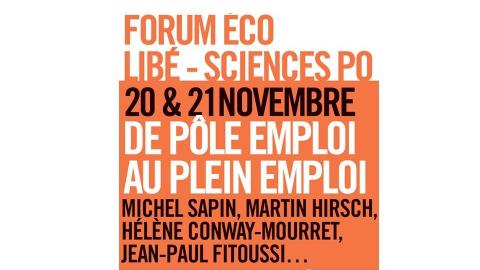 FORUM ÉCO
LIBÉ - SCIENCES PO
20 & 21 NOVEMBRE
DE PÔLE EMPLOI
AU PLEIN EMPLOI
MICHEL SAPIN, MARTIN HIRSCH,
HÉLÈNE CONWAY-MOURRET,
JEAN-PAUL FITOUSSI...